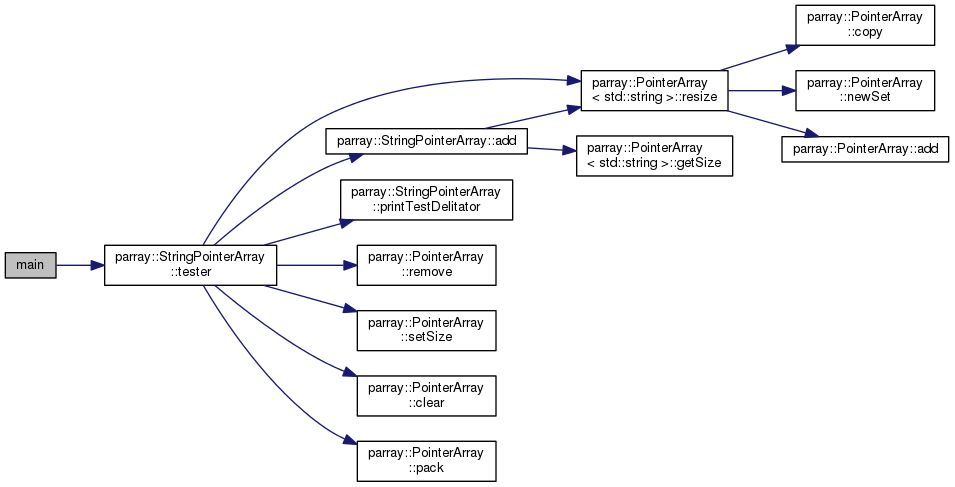 main
parray::StringPointerArray
::tester
parray::PointerArray
< std::string >::resize
parray::StringPointerArray::add
parray::StringPointerArray
::printTestDelitator
parray::PointerArray
::remove
parray::PointerArray
::setSize
parray::PointerArray
::clear
parray::PointerArray
::pack
parray::PointerArray
< std::string >::getSize
parray::PointerArray
::copy
parray::PointerArray
::newSet
parray::PointerArray::add